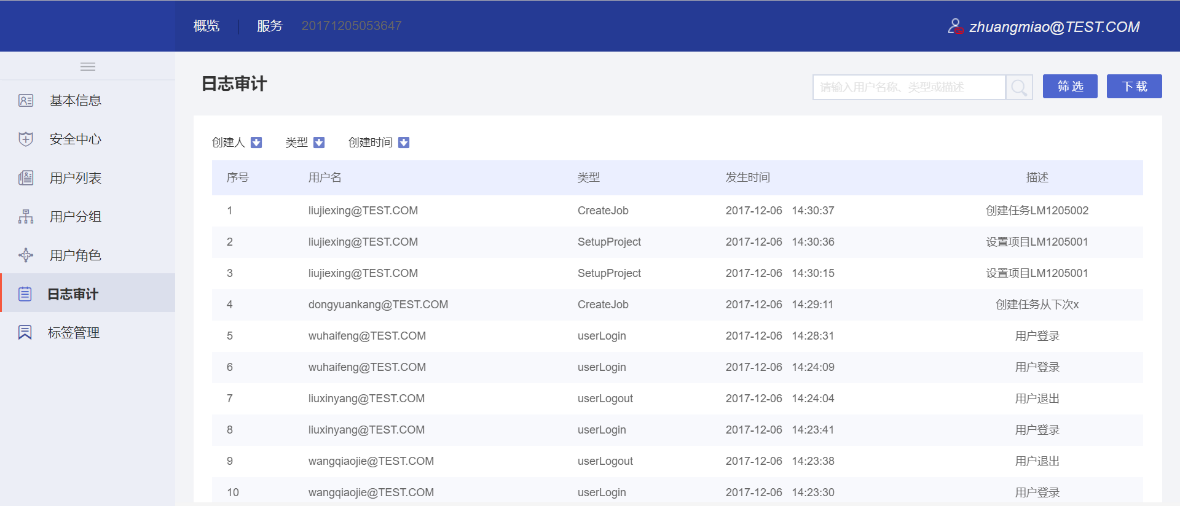 概览 服务 20171205053647 zhuangmiao@TEST.COM
基本信息
安全中心
用户列表
用户分组
用户角色
日志审计
标签管理
日志审计
请输入用户名称、类型或描述 筛选 下载
创建人 类型 创建时间
序号 用户名 类型 发生时间 描述
1 liujiexing@TEST.COM CreateJob 2017-12-06 14:30:37 创建任务LM1205002
2 liujiexing@TEST.COM SetupProject 2017-12-06 14:30:36 设置项目LM1205001
3 liujiexing@TEST.COM SetupProject 2017-12-06 14:30:15 设置项目LM1205001
4 dongyuankang@TEST.COM CreateJob 2017-12-06 14:29:11 创建任务从下次x
5 wuhaifeng@TEST.COM userLogin 2017-12-06 14:28:31 用户登录
6 wuhaifeng@TEST.COM userLogin 2017-12-06 14:24:09 用户登录
7 liuxinyang@TEST.COM userLogout 2017-12-06 14:24:04 用户退出
8 liuxinyang@TEST.COM userLogin 2017-12-06 14:23:41 用户登录
9 wangqiaojie@TEST.COM userLogout 2017-12-06 14:23:38 用户退出
10 wangqiaojie@TEST.COM userLogin 2017-12-06 14:23:30 用户登录